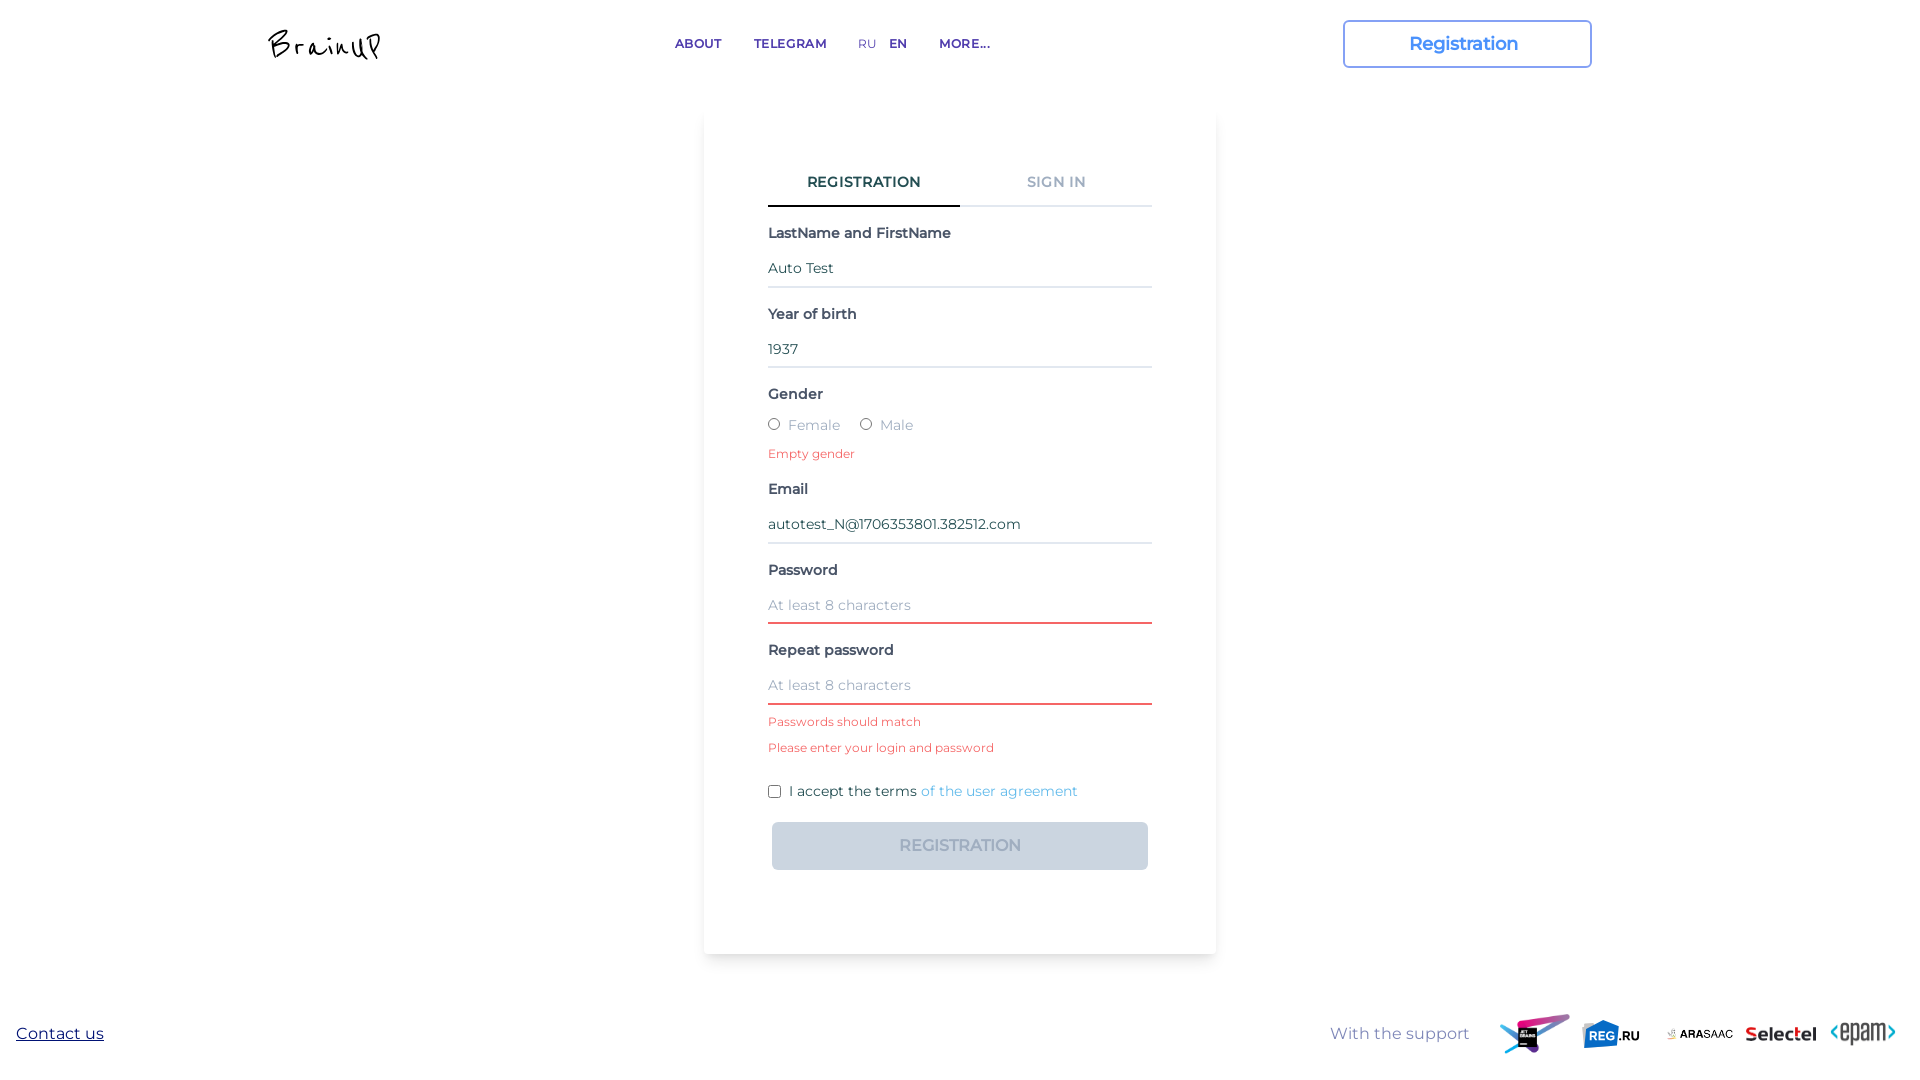 BrainUP
ABOUT TELEGRAM RU EN MORE...
Registration
REGISTRATION SIGN IN
LastName and FirstName
Auto Test
Year of birth
1937
Gender
Female Male
Empty gender
Email
autotest_N@1706353801.382512.com
Password
At least 8 characters
Repeat password
At least 8 characters
Passwords should match
Please enter your login and password
I accept the terms of the user agreement
REGISTRATION
Contact us
With the support
JET
BRAINS
REG.RU
ARASAAC
Selectel
<epam>